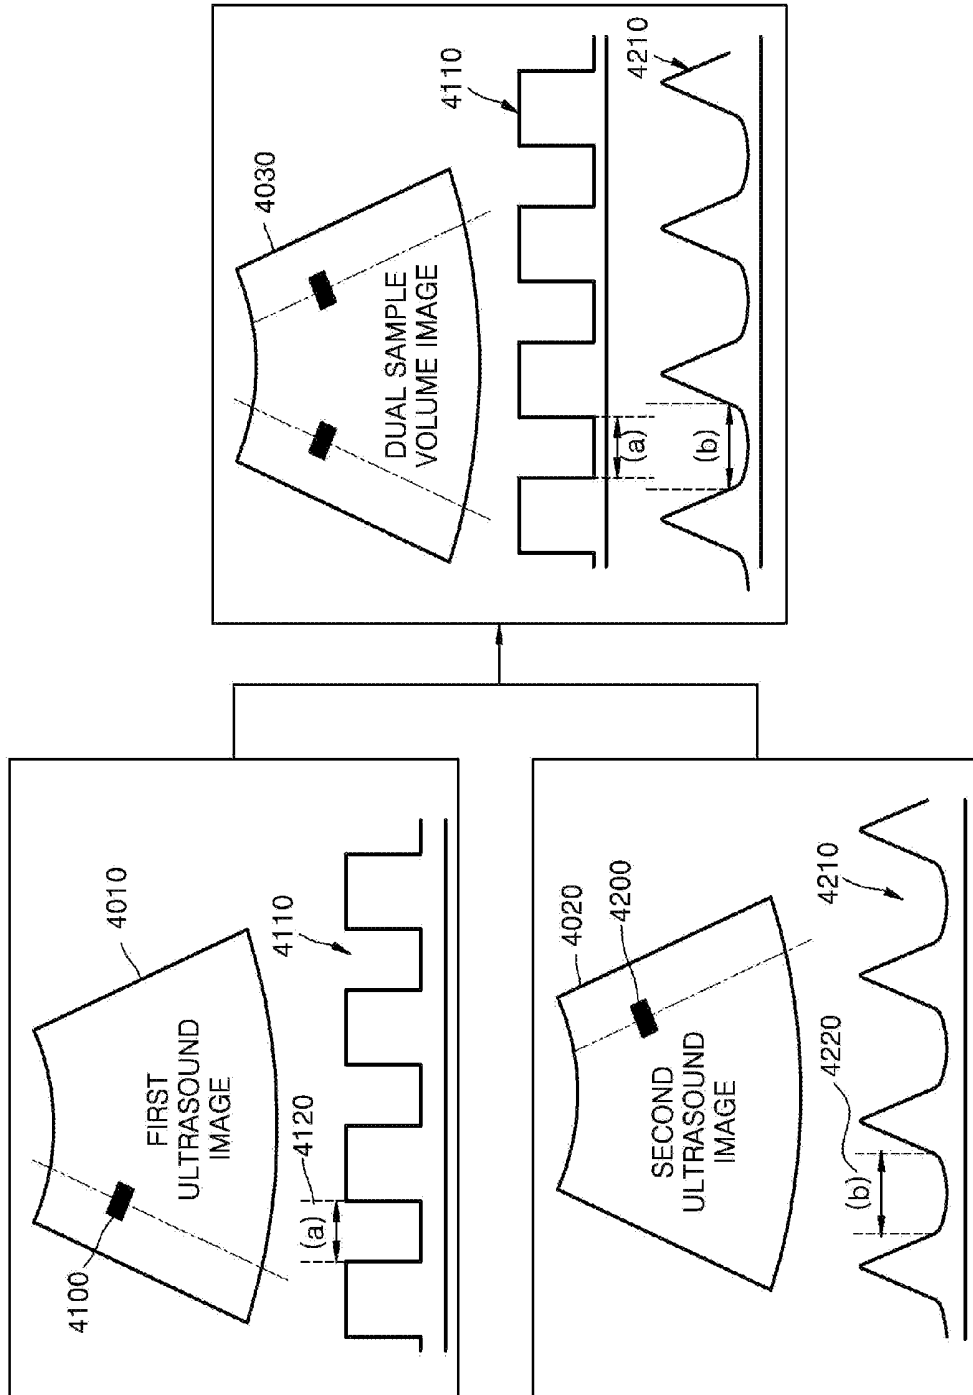 4010
FIRST
ULTRASOUND
IMAGE
4100
4110
4120
(a)
4020
4200
SECOND
ULTRASOUND
IMAGE
4210
4220
(b)
4030
DUAL SAMPLE
VOLUME IMAGE
4110
(a)
4210
(b)